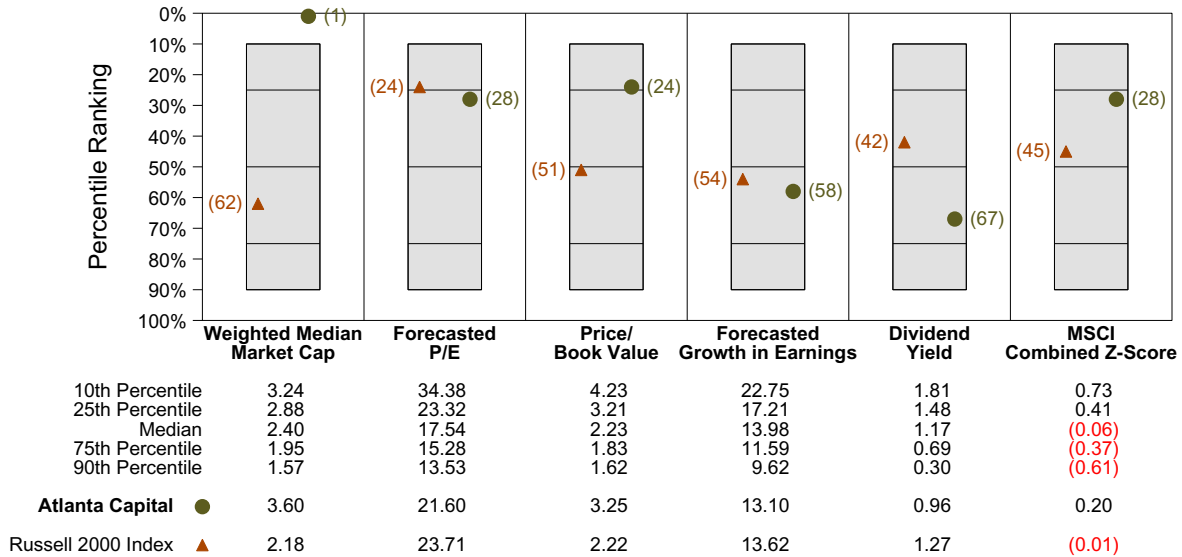 Percentile Ranking
0%
10%
20%
30%
40%
50%
60%
70%
80%
90%
100%
(1)
(62)
(24)
(28)
(24)
(51)
(54)
(58)
(42)
(67)
(28)
(45)
Weighted Median
Market Cap
Forecasted
P/E
Price/
Book Value
Forecasted
Growth in Earnings
Dividend
Yield
MSCI
Combined Z-Score
10th Percentile 3.24 34.38 4.23 22.75 1.81 0.73
25th Percentile 2.88 23.32 3.21 17.21 1.48 0.41
Median 2.40 17.54 2.23 13.98 1.17 (0.06)
75th Percentile 1.95 15.28 1.83 11.59 0.69 (0.37)
90th Percentile 1.57 13.53 1.62 9.62 0.30 (0.61)
Atlanta Capital 3.60 21.60 3.25 13.10 0.96 0.20
Russell 2000 Index 2.18 23.71 2.22 13.62 1.27 (0.01)